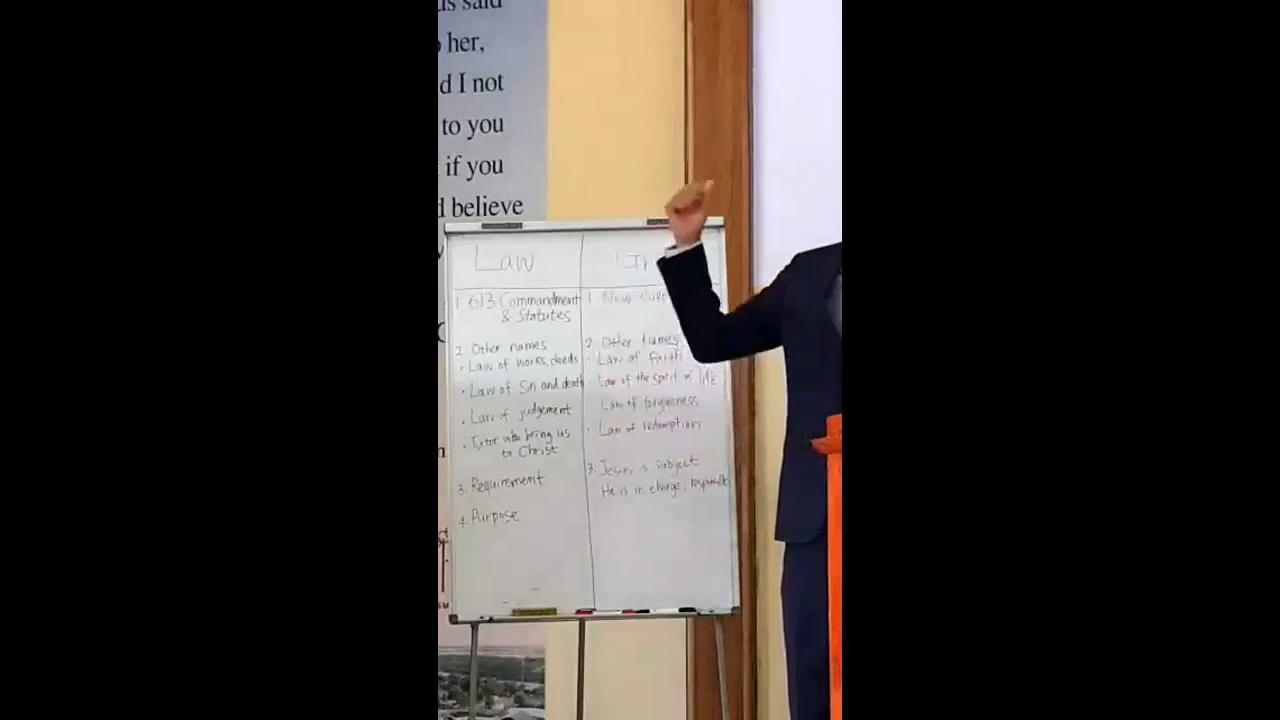 said
her,
I not
to you
if you
believe
Law
1 613 Commandment
& Statutes
2 Other names
• Law of works, deeds
• Law of Sin and death
• Law of judgement
• Tutor who bring us
to Christ
3. Requirement
4 Purpose
1 New
2 Other names
• Law of faith
• Law of the spirit of life
Law of forgiveness
• Law of redemption
3. Jesus is subject
He is in charge,